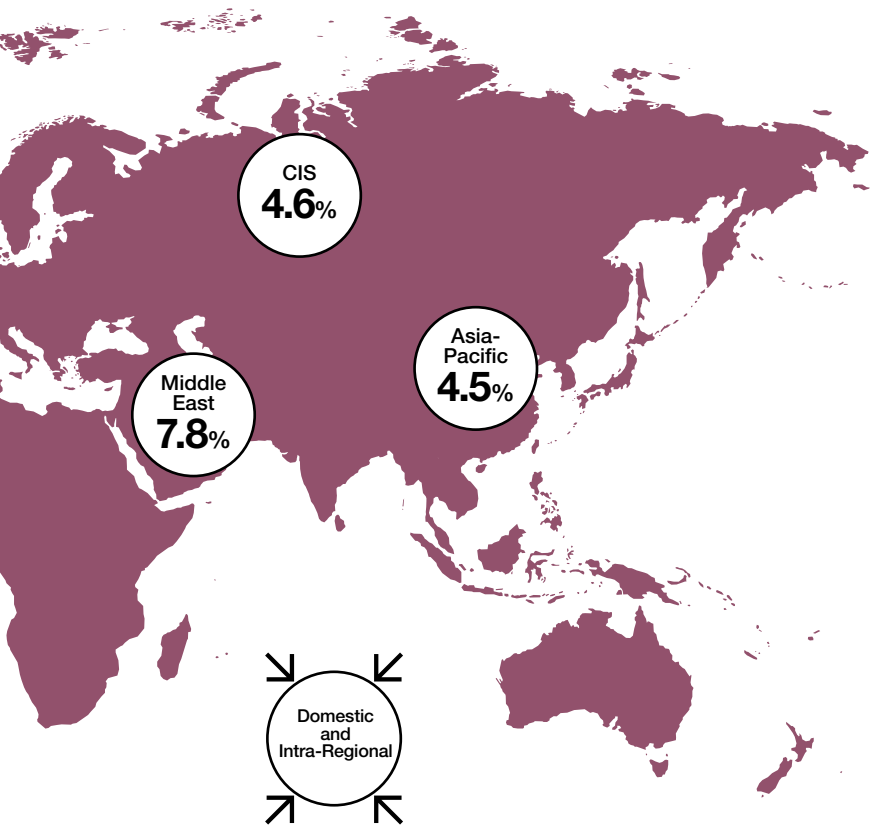 CIS
4.6%
Asia-
Pacific
4.5%
Middle
East
7.8%
Domestic
and
Intra-Regional